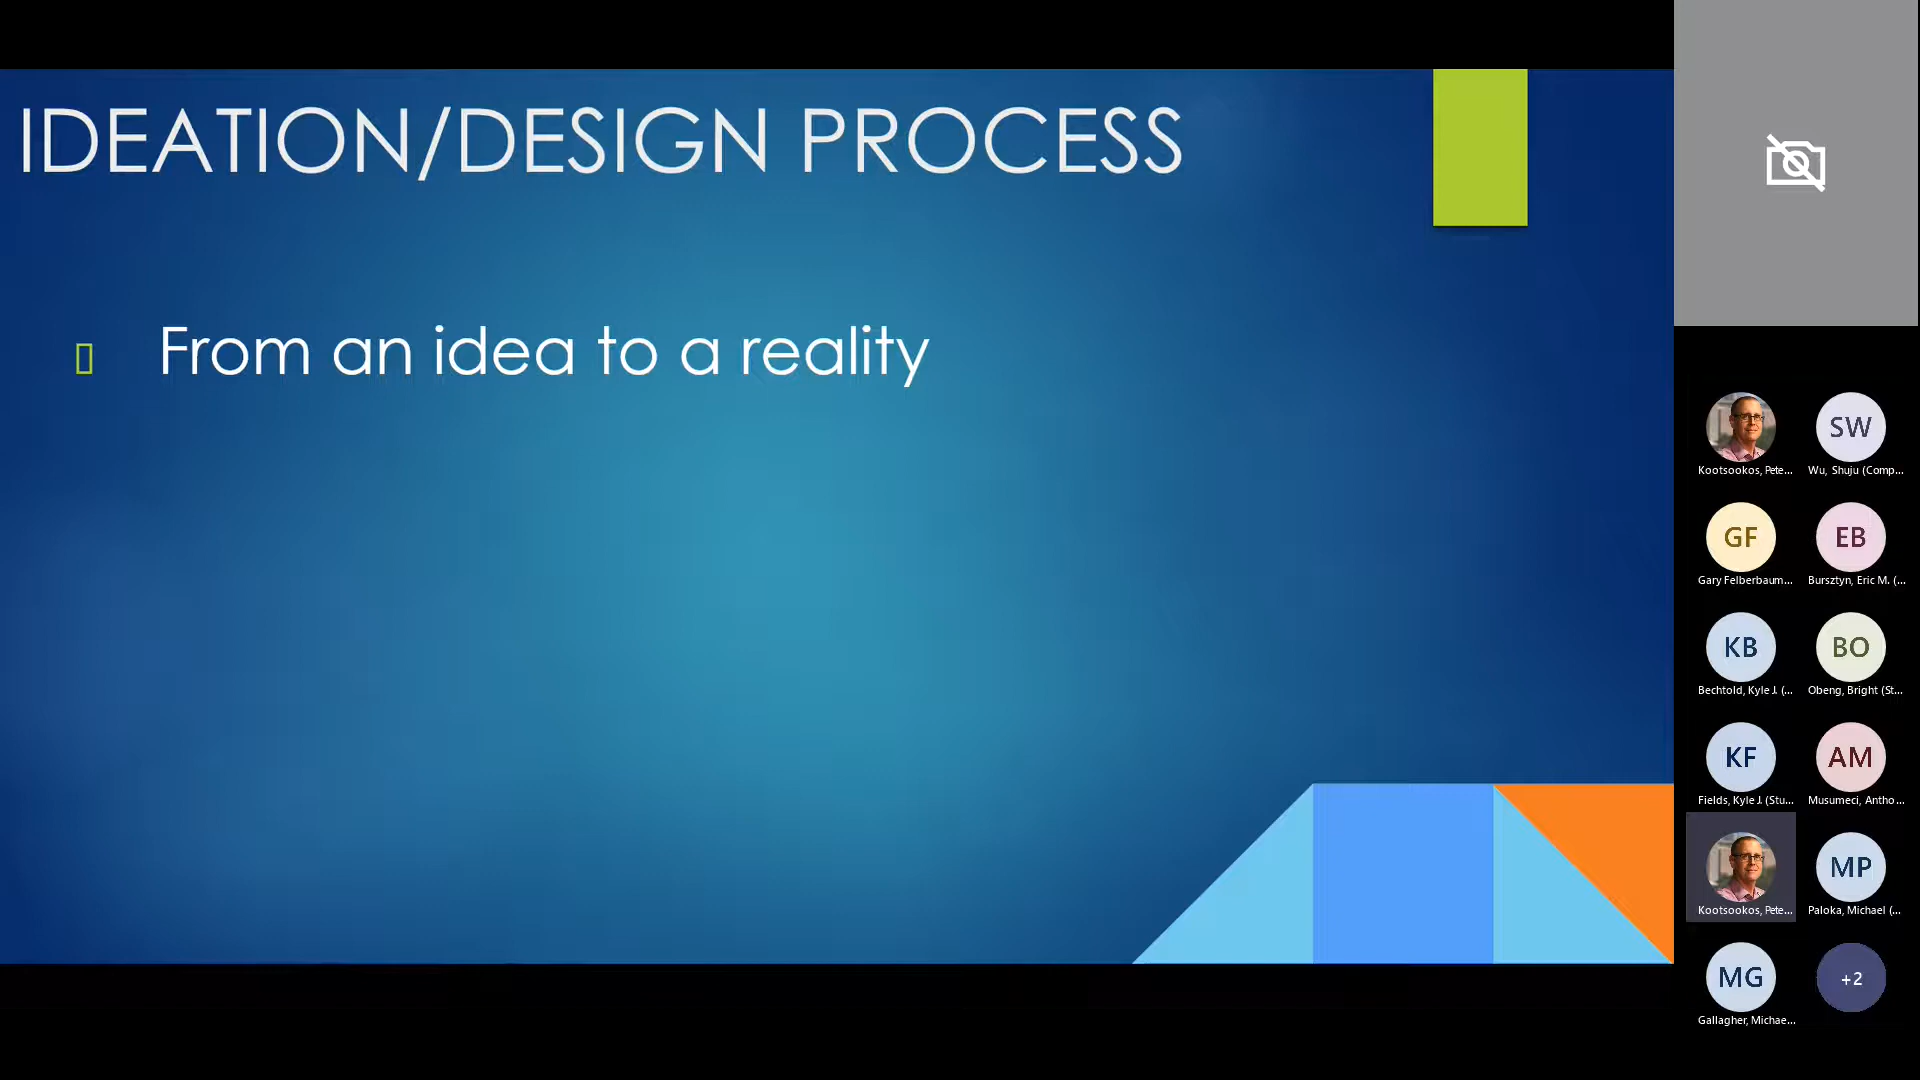 IDEATION/DESIGN PROCESS
From an idea to a reality
SW
Kootsookos, Pete...
Wu, Shuju (Comp...
GF
EB
Gary Felberbaum...
Bursztyn, Eric M. (...
KB
BO
Bechtold, Kyle J. (...
Obeng, Bright (St...
KF
AM
Fields, Kyle J. (Stu...
Musumeci, Antho...
MP
Kootsookos, Pete...
Paloka, Michael (...
MG
+2
Gallagher, Michae...